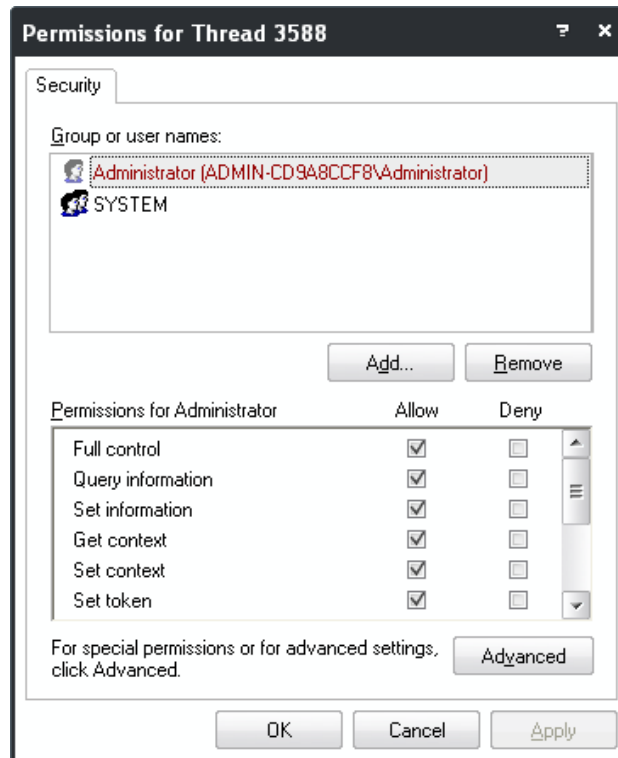 Permissions for Thread 3588
Security
Group or user names:
Administrator (ADMIN-CD9A8CCF8\Administrator)
SYSTEM
Add... Remove
Permissions for Administrator Allow Deny
Full control
Query information
Set information
Get context
Set context
Set token
For special permissions or for advanced settings,
click Advanced.
Advanced
OK Cancel Apply